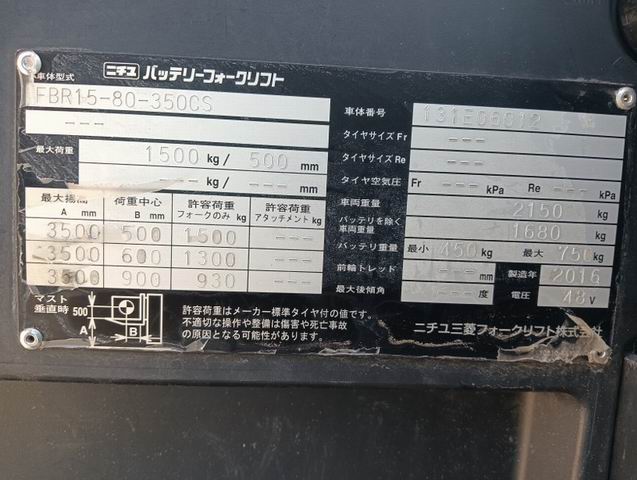 ニチユ バッテリーフォークリフト
車体型式
FBR15-80-350CS
---
最大荷重 1500 kg/ 500 mm
--- kg/ --- mm
最大揚高 A mm 荷重中心 B mm 許容荷重 フォークのみ kg 許容荷重 アタッチメント kg
3500 500 1500 ---
3500 600 1300 ---
3500 900 930 ---
マスト垂直時 500 A B
許容荷重はメーカー標準タイヤ付の値です。
不適切な操作や整備は傷害や死亡事故
の原因となる可能性があります。
車体番号 131E06012
タイヤサイズ Fr ---
タイヤサイズ Re ---
タイヤ空気圧 Fr --- kPa Re --- kPa
車両重量 2150 kg
バッテリを除く
車両重量 1680 kg
バッテリ重量 最小 450 kg 最大 750 kg
前輪トレッド --- mm 製造年 2016
最大後傾角 --- 度 電圧 48 V
ニチユ三菱フォークリフト株式会社